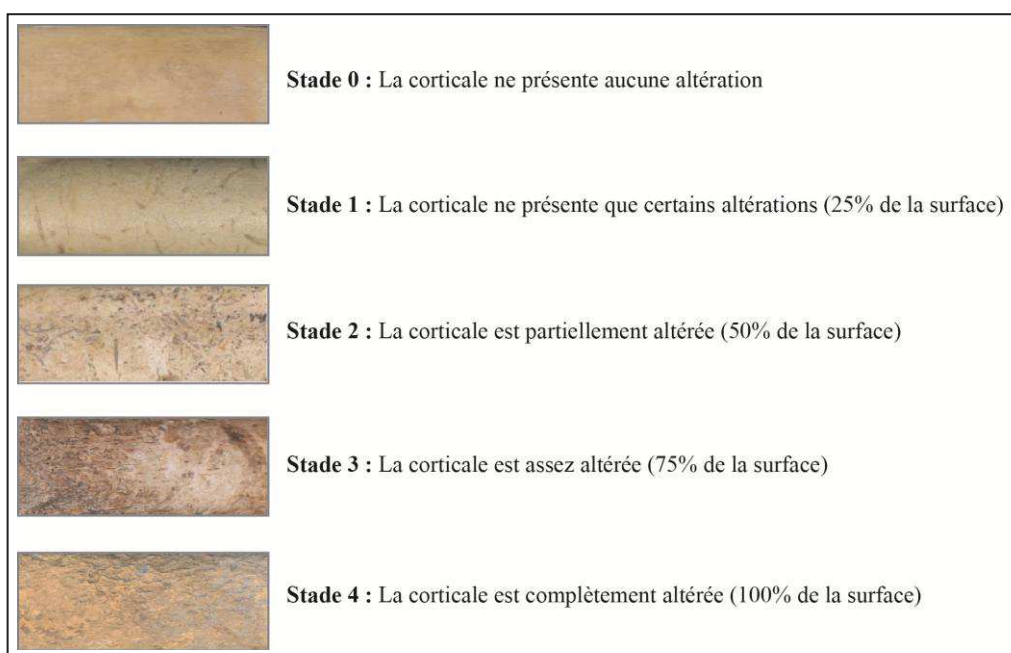 Stade 0 : La corticale ne présente aucune altération
Stade 1 : La corticale ne présente que certains altérations (25% de la surface)
Stade 2 : La corticale est partiellement altérée (50% de la surface)
Stade 3 : La corticale est assez altérée (75% de la surface)
Stade 4 : La corticale est complètement altérée (100% de la surface)